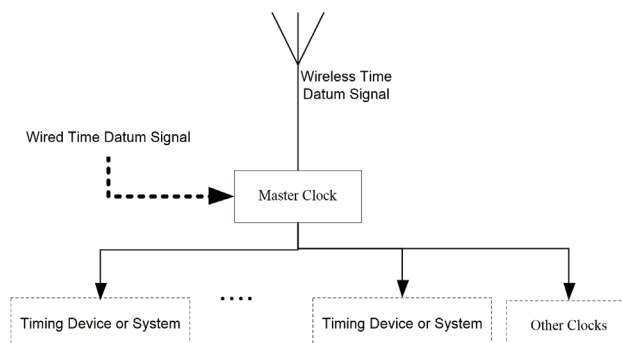 Wireless Time
Datum Signal
Wired Time Datum Signal
Master Clock
Timing Device or System
Timing Device or System
Other Clocks